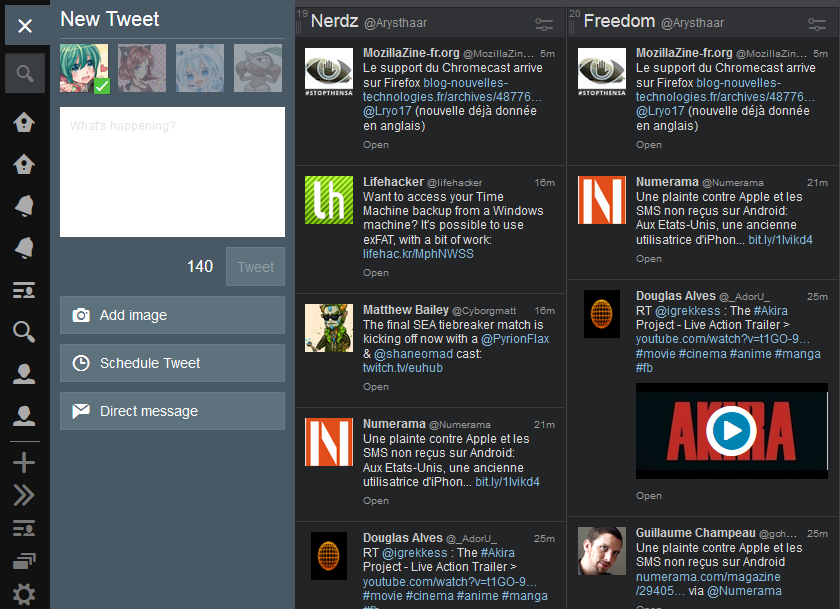 New Tweet
What's happening?
140
Tweet
Add image
Schedule Tweet
Direct message
19
Nerdz @Arysthaar
MozillaZine-fr.org @MozillaZin... 5m
Le support du Chromecast arrive
sur Firefox blog-nouvelles-
technologies.fr/archives/48776...
@Lryo17 (nouvelle déjà donnée
en anglais)
#STOPTHENSA
Open
Lifehacker @lifehacker 16m
Want to access your Time
Machine backup from a Windows
machine? It's possible to use
exFAT, with a bit of work:
lifehac.kr/MphNWSS
lh
Open
Matthew Bailey @Cyborgmatt 16m
The final SEA tiebreaker match is
kicking off now with a @PyrionFlax
& @shaneomad cast:
twitch.tv/euhub
Open
Numerama @Numerama 21m
Une plainte contre Apple et les
SMS non reçus sur Android:
Aux Etats-Unis, une ancienne
utilisatrice d'iPhon... bit.ly/1lvikd4
N
Open
Douglas Alves @_AdorU_ 25m
RT @igrekkess : The #Akira
Project - Live Action Trailer >
youtube.com/watch?v=t1GO-9...
#movie #cinema #anime #manga
#fb
20
Freedom @Arysthaar
MozillaZine-fr.org @MozillaZin... 5m
Le support du Chromecast arrive
sur Firefox blog-nouvelles-
technologies.fr/archives/48776...
@Lryo17 (nouvelle déjà donnée
en anglais)
#STOPTHENSA
Open
Numerama @Numerama 21m
Une plainte contre Apple et les
SMS non reçus sur Android:
Aux Etats-Unis, une ancienne
utilisatrice d'iPhon... bit.ly/1lvikd4
N
Open
Douglas Alves @_AdorU_ 25m
RT @igrekkess : The #Akira
Project - Live Action Trailer >
youtube.com/watch?v=t1GO-9...
#movie #cinema #anime #manga
#fb
AKIRA
Open
Guillaume Champeau @gch... 25m
Une plainte contre Apple et les
SMS non reçus sur Android
numerama.com/magazine
/29405... via @Numerama
Open